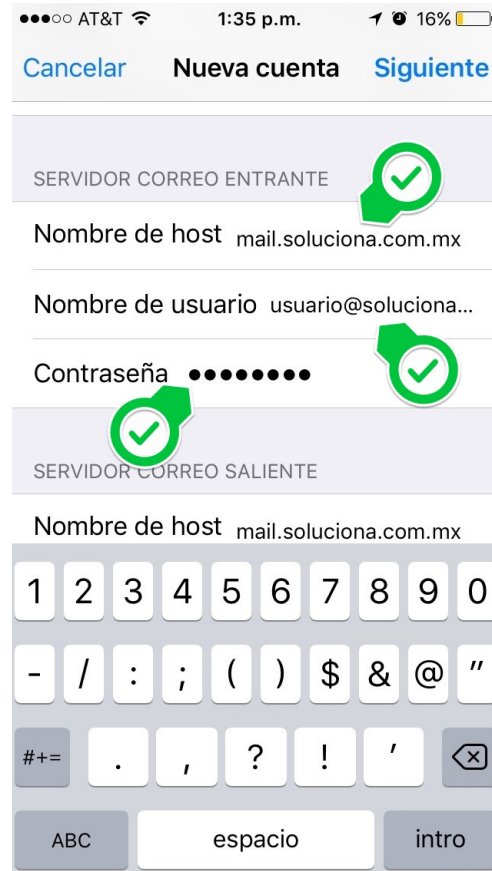 AT&T 1:35 p.m. 16%
Cancelar Nueva cuenta Siguiente
SERVIDOR CORREO ENTRANTE
Nombre de host mail.soluciona.com.mx
Nombre de usuario usuario@soluciona...
Contraseña ●●●●●●●●
SERVIDOR CORREO SALIENTE
Nombre de host mail.soluciona.com.mx
1 2 3 4 5 6 7 8 9 0
- / : ; ( ) $ & @ "
#+= . , ? ! '
ABC espacio intro